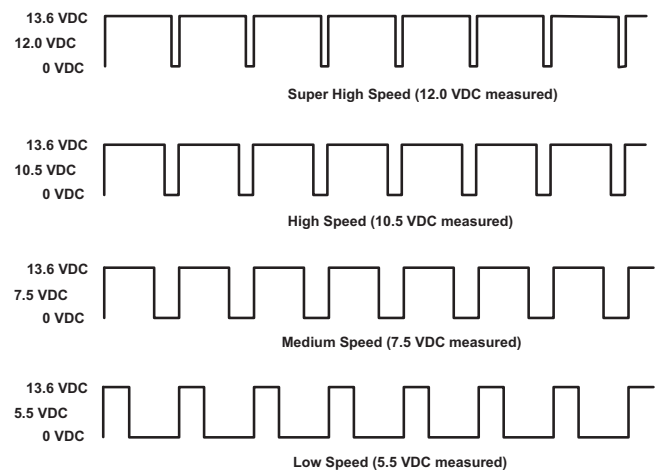 13.6 VDC
12.0 VDC
0 VDC
Super High Speed (12.0 VDC measured)
13.6 VDC
10.5 VDC
0 VDC
High Speed (10.5 VDC measured)
13.6 VDC
7.5 VDC
0 VDC
Medium Speed (7.5 VDC measured)
13.6 VDC
5.5 VDC
0 VDC
Low Speed (5.5 VDC measured)